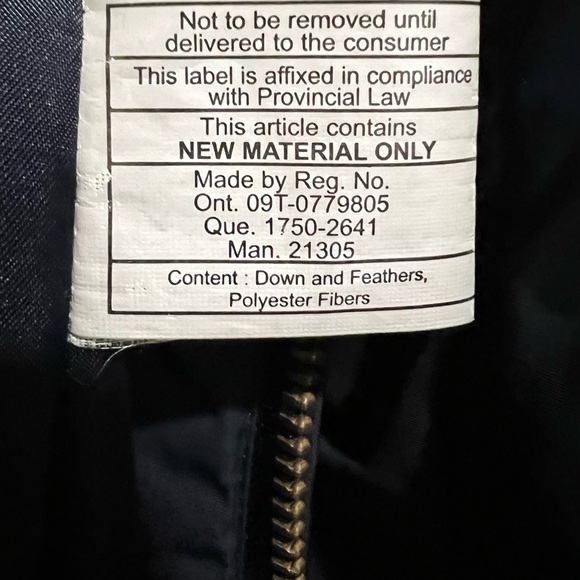 Not to be removed until
delivered to the consumer
This label is affixed in compliance
with Provincial Law
This article contains
NEW MATERIAL ONLY
Made by Reg. No.
Ont. 09T-0779805
Que. 1750-2641
Man. 21305
Content : Down and Feathers,
Polyester Fibers